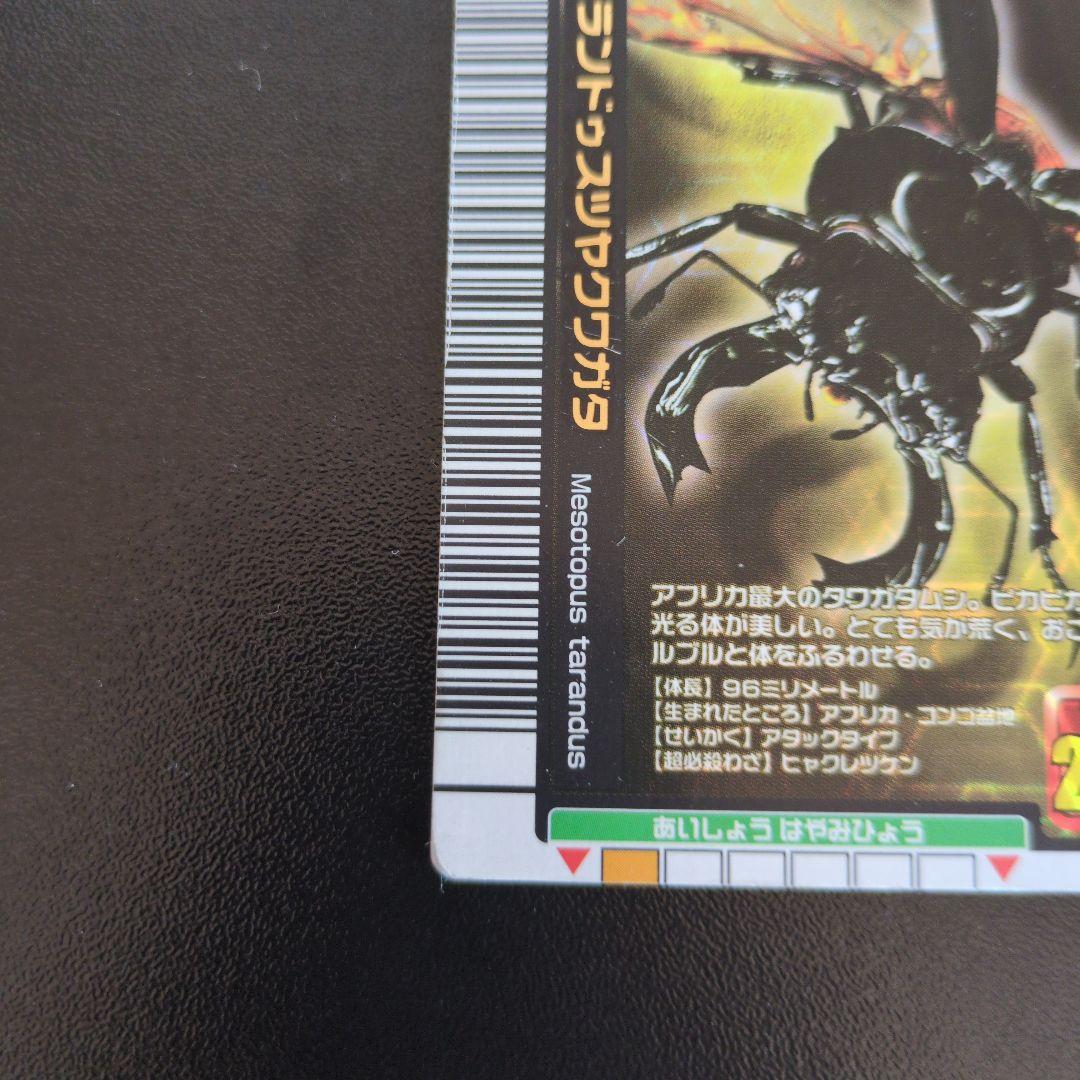 ランドゥスツヤクワガタ
Mesotopus tarandus
アフリカ最大のクワガタムシ。ピカピカ
光る体が美しい。とても気が荒く、おこ
ルブルと体をふるわせる。
【体長】96ミリメートル
【生まれたところ】アフリカ・コンゴ盆地
【せいかく】アタックタイプ
【超必殺わざ】ヒャクレツケン
2
あいしょう はやみひょう